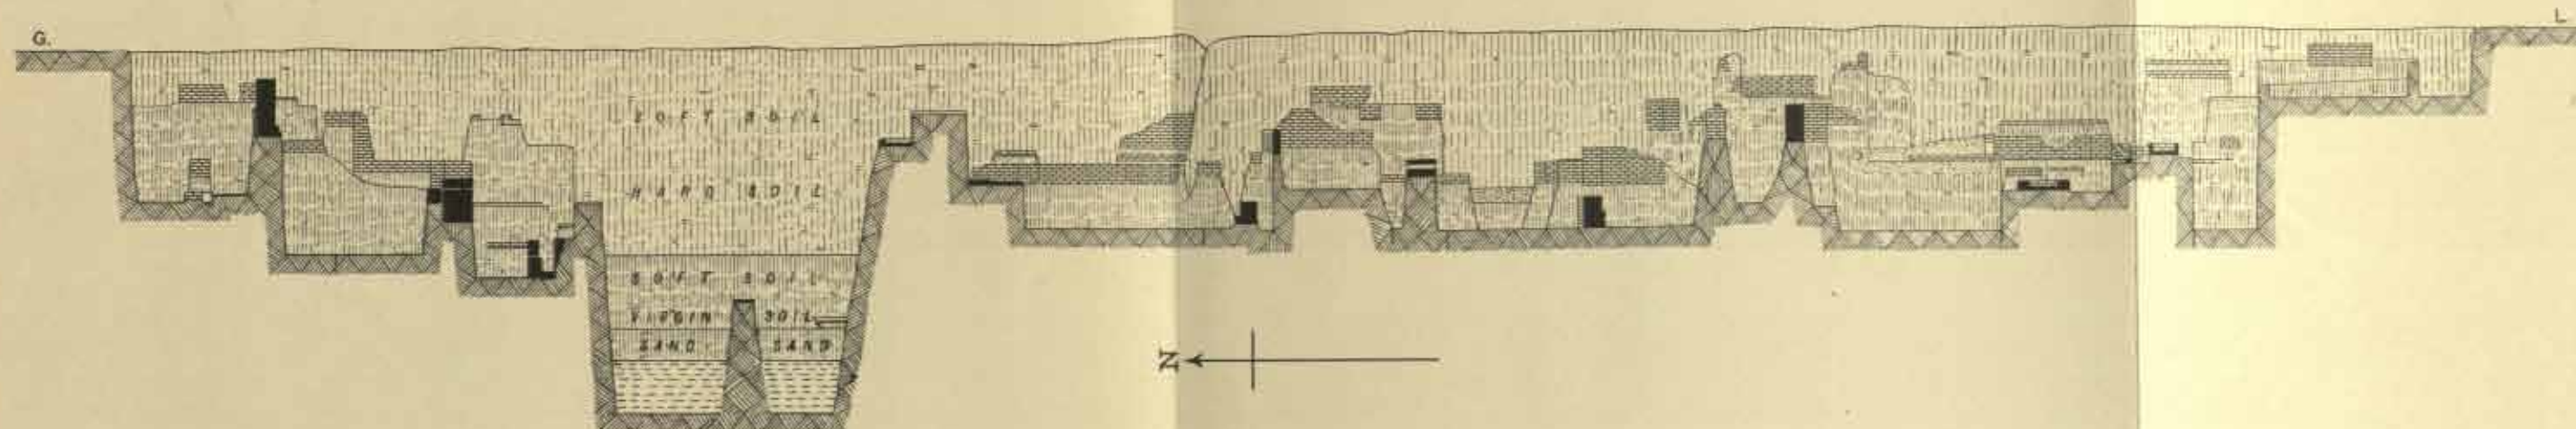 G.
L.
SOFT SOIL
HARD SOIL
SOFT SOIL
VIRGIN SOIL
SAND SAND
N